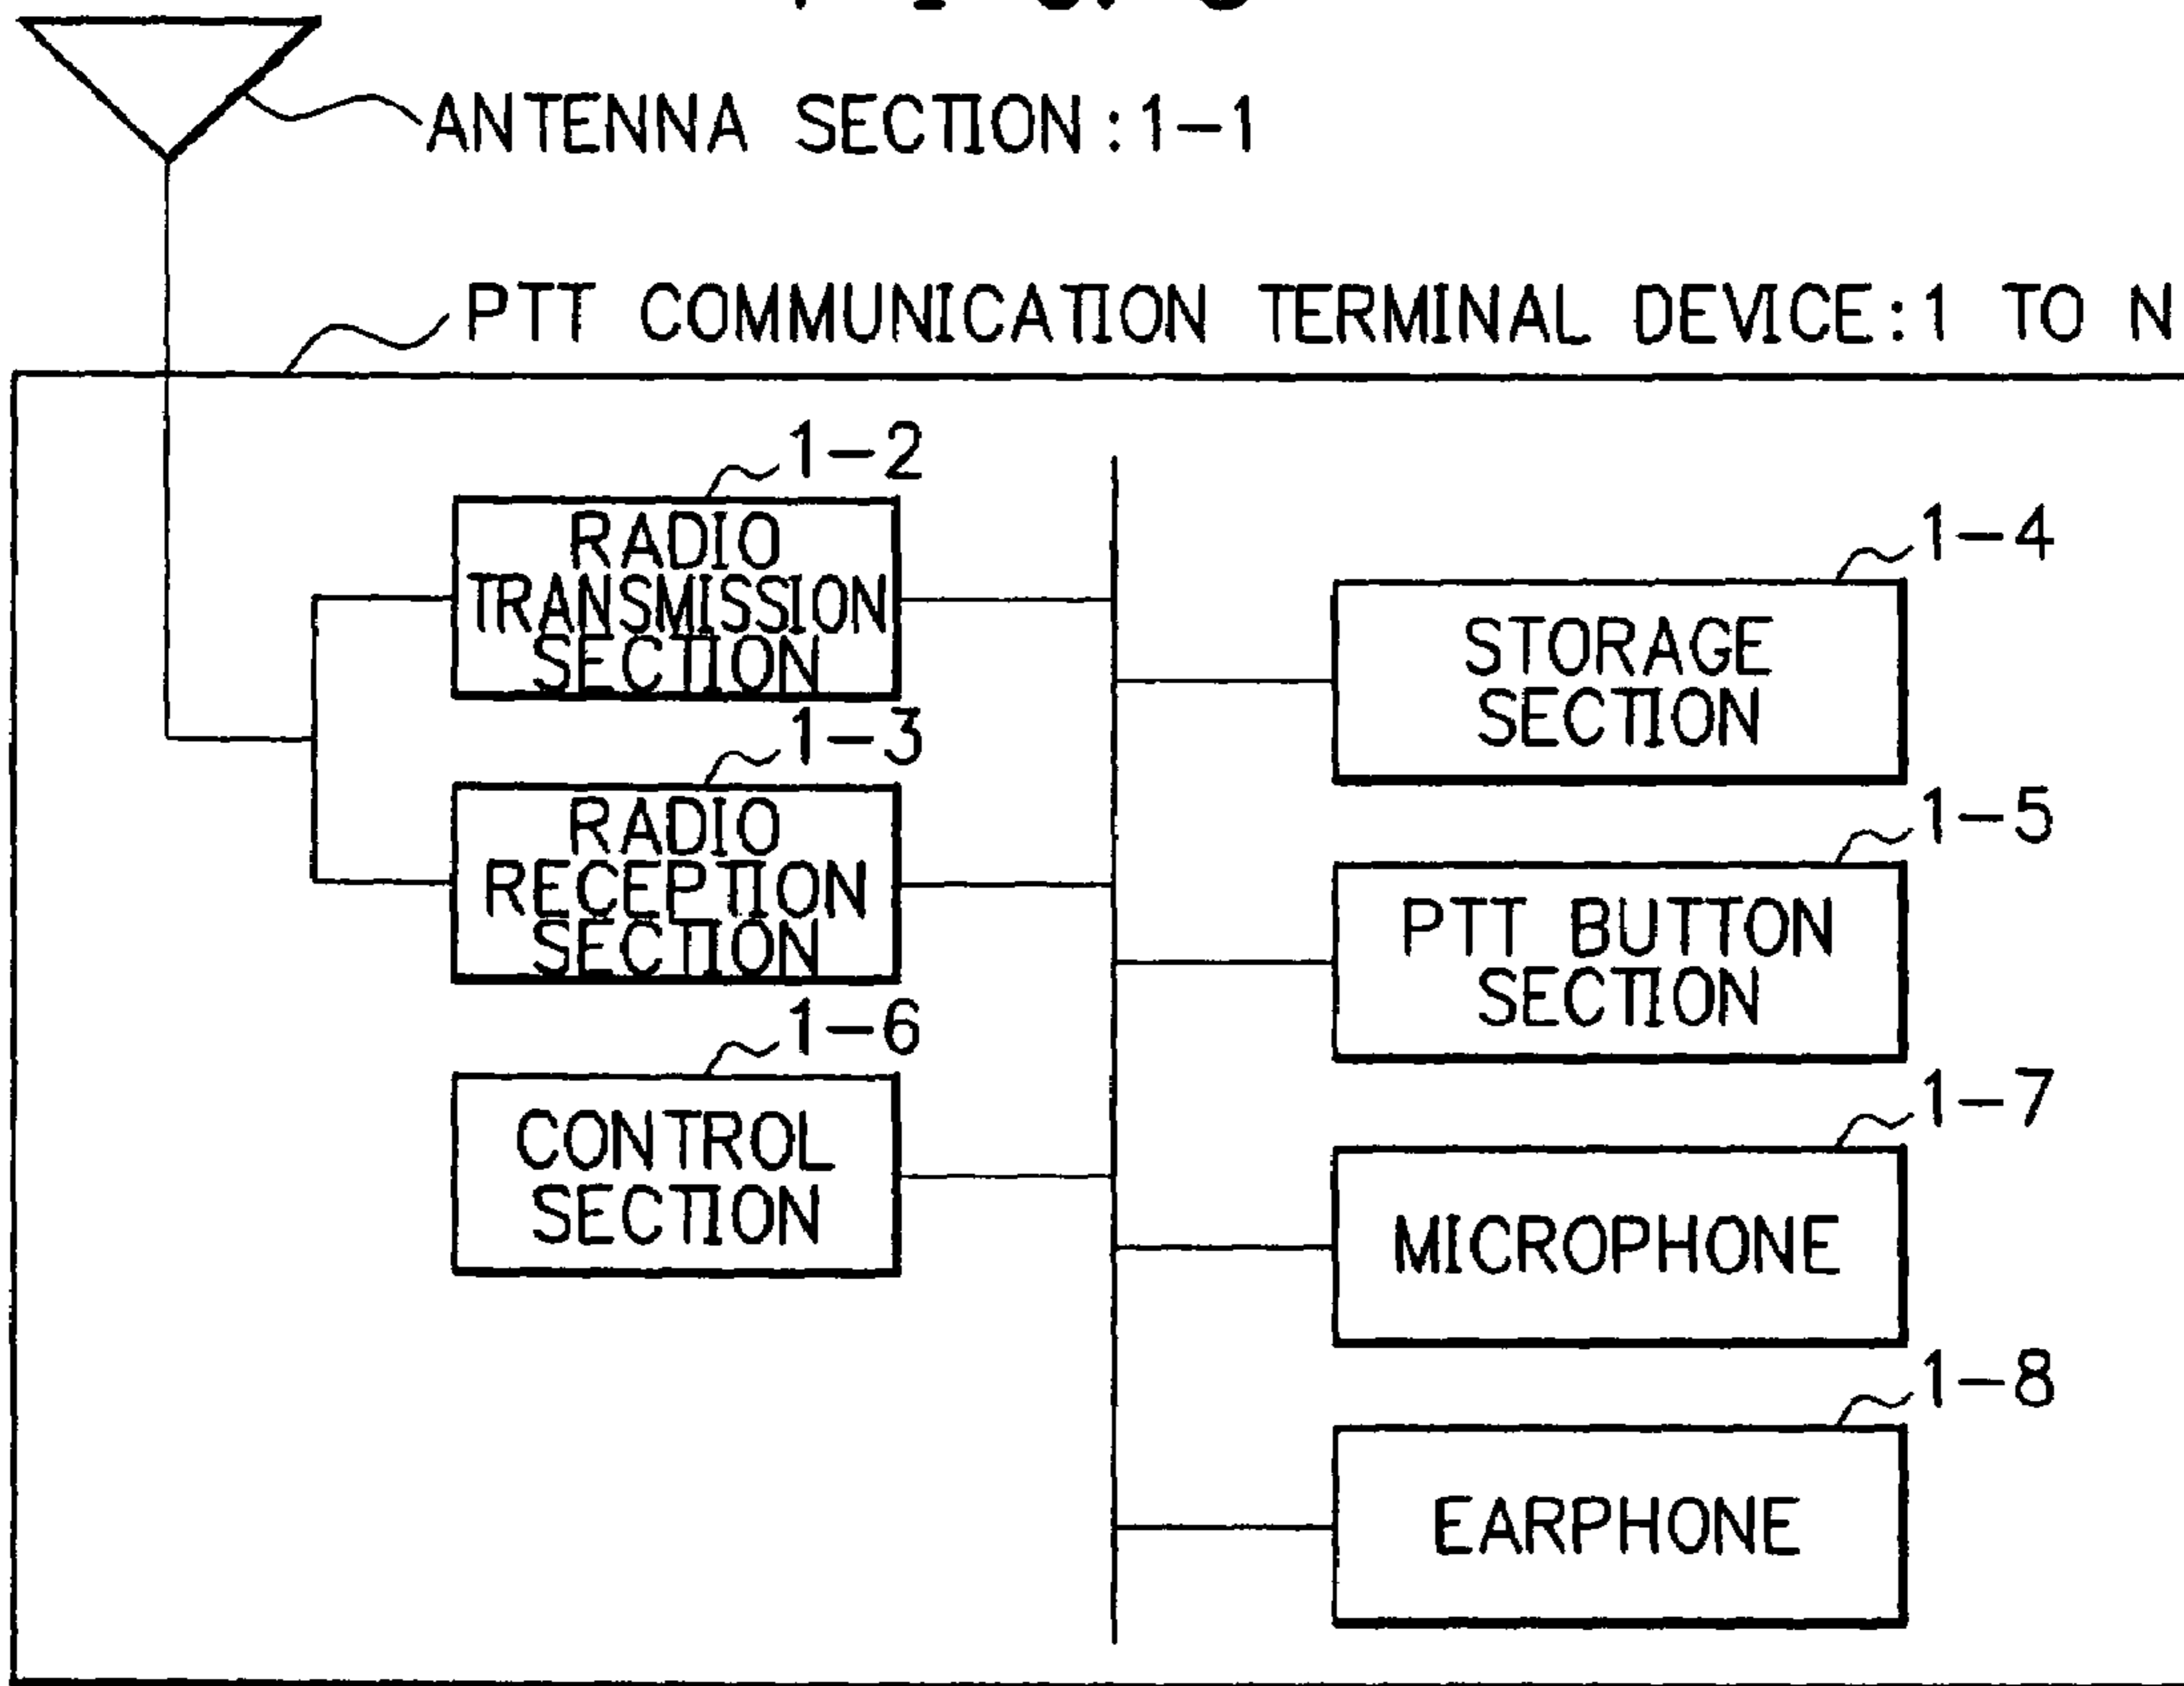 ANTENNA SECTION:1-1
PTT COMMUNICATION TERMINAL DEVICE:1 TO N
1-2
RADIO
TRANSMISSION
SECTION
1-3
RADIO
RECEPTION
SECTION
1-6
CONTROL
SECTION
1-4
STORAGE
SECTION
1-5
PTT BUTTON
SECTION
1-7
MICROPHONE
1-8
EARPHONE